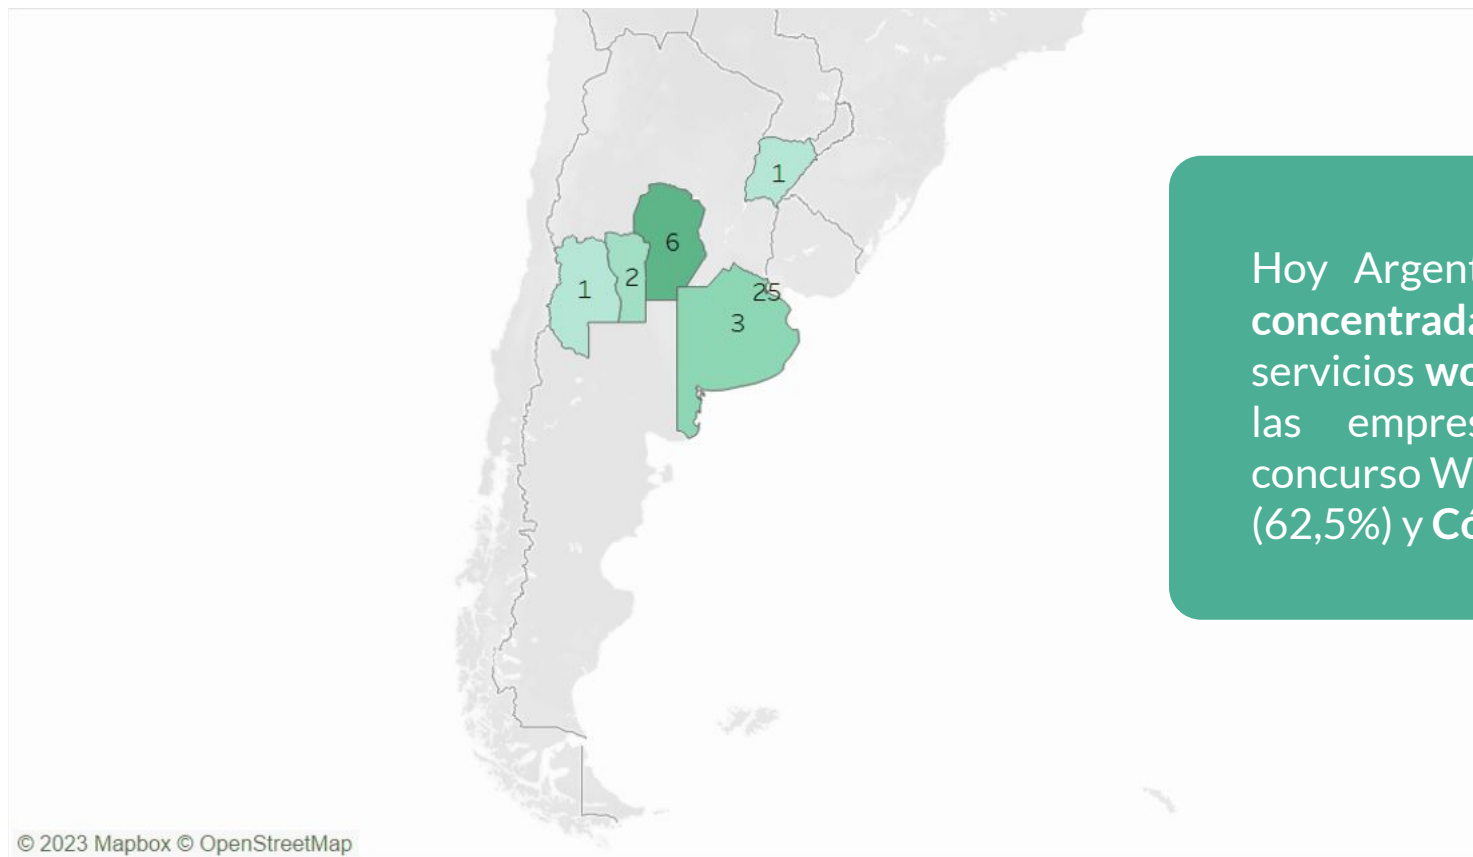 1
6
2
1
25
3
Hoy Argent
concentrada
servicios wo
las empres
concurso W
(62,5%) y Có
© 2023 Mapbox © OpenStreetMap